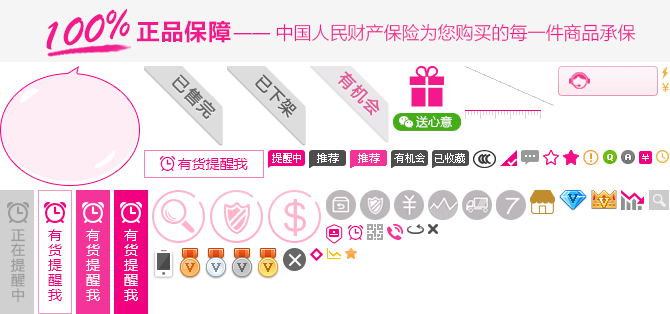 100% 正品保障 —— 中国人民财产保险为您购买的每一件商品承保
已售完
已下架
有机会
送心意
有货提醒我
提醒中
推荐
推荐
有机会
已收藏
正在提醒中
有货提醒我
有货提醒我
有货提醒我